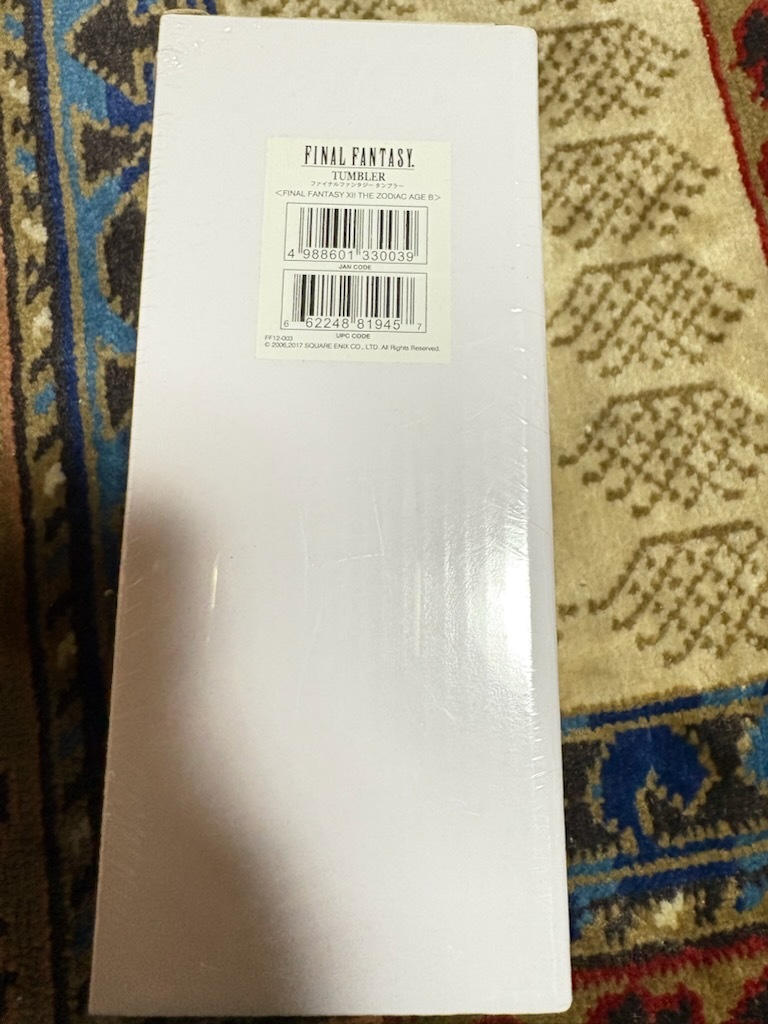 FINAL FANTASY.
TUMBLER
ファイナルファンタジー タンブラー
<FINAL FANTASY XII THE ZODIAC AGE B>
4 988601 330039
JAN CODE
6 62248 81945 7
UPC CODE
FF12-003
© 2006,2017 SQUARE ENIX CO., LTD. All Rights Reserved.